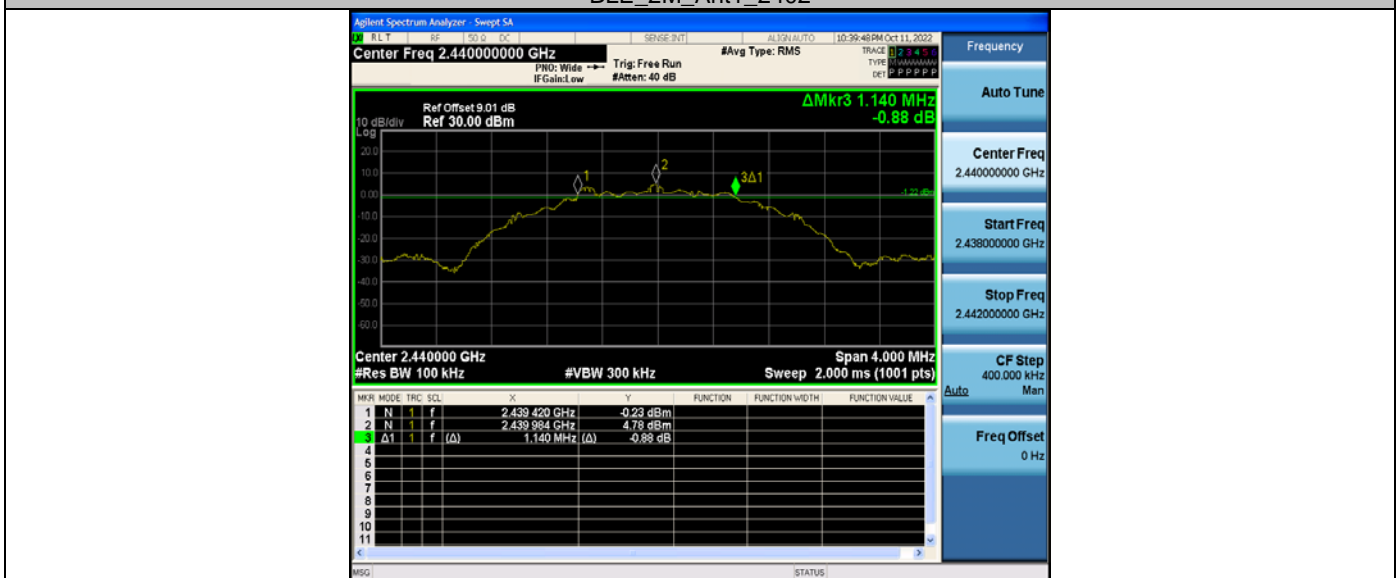 Agilent Spectrum Analyzer - Swept SA
RLT RF 50 Ω DC SENSE:INT ALIGN AUTO 10:39:48 PM Oct 11, 2022
Center Freq 2.440000000 GHz
#Avg Type: RMS
TRACE 1 2 3 4 5 6
PNO: Wide
Trig: Free Run
TYPE
IFGain:Low
#Atten: 40 dB
DET P P P P P P
Frequency
ΔMkr3 1.140 MHz
-0.88 dB
Ref Offset 9.01 dB
10 dB/div Ref 30.00 dBm
Log
20.0
10.0
0.00
-10.0
-20.0
-30.0
-40.0
-50.0
-60.0
1
2
3Δ1
-1.22 dBm
Center 2.440000 GHz Span 4.000 MHz
#Res BW 100 kHz #VBW 300 kHz Sweep 2.000 ms (1001 pts)
MKR MODE TRC SCL X Y FUNCTION FUNCTION WIDTH FUNCTION VALUE
1 N 1 f 2.439 420 GHz -0.23 dBm
2 N 1 f 2.439 984 GHz 4.78 dBm
3 Δ1 1 f (Δ) 1.140 MHz (Δ) -0.88 dB
4
5
6
7
8
9
10
11
MSG STATUS
Auto Tune
Center Freq
2.440000000 GHz
Start Freq
2.438000000 GHz
Stop Freq
2.442000000 GHz
CF Step
400.000 kHz
Auto Man
Freq Offset
0 Hz